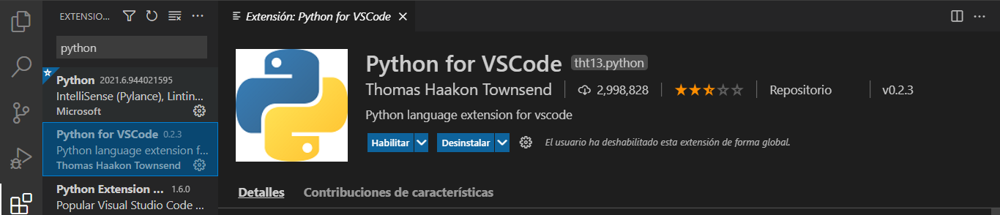 EXTENSIO...
python
Python 2021.6.944021595
IntelliSense (Pylance), Lintin...
Microsoft
Python for VSCode 0.2.3
Python language extension f...
Thomas Haakon Townsend
Python Extension ... 1.6.0
Popular Visual Studio Code ...
Extensión: Python for VSCode
Python for VSCode tht13.python
Thomas Haakon Townsend 2,998,828 Repositorio v0.2.3
Python language extension for vscode
Habilitar Desinstalar El usuario ha deshabilitado esta extensión de forma global.
Detalles Contribuciones de características